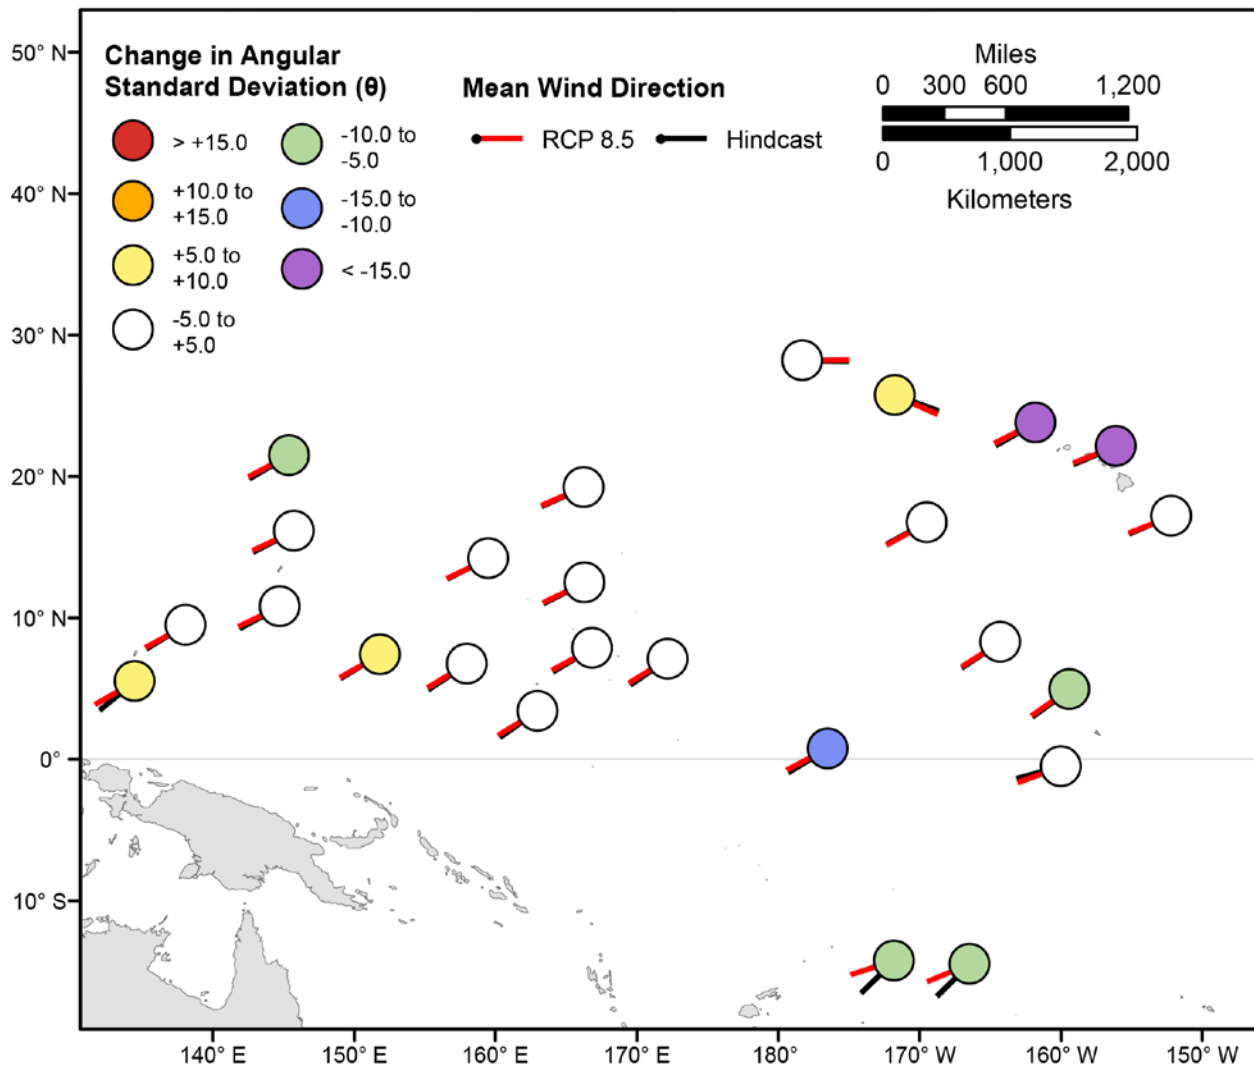 50° N
40° N
30° N
20° N
10° N
0°
10° S
Change in Angular
Standard Deviation (θ)
> +15.0
+10.0 to
+15.0
+5.0 to
+10.0
-5.0 to
+5.0
-10.0 to
-5.0
-15.0 to
-10.0
< -15.0
Mean Wind Direction
RCP 8.5
Hindcast
Miles
0 300 600 1,200
0 1,000 2,000
Kilometers
140° E 150° E 160° E 170° E 180° 170° W 160° W 150° W